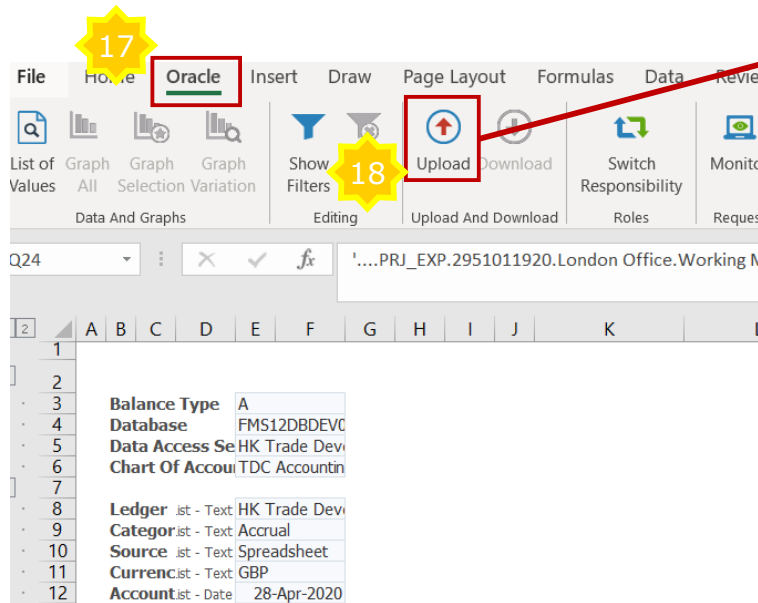 17
File Home Oracle Insert Draw Page Layout Formulas Data
List of Values Graph All Graph Selection Graph Variation Show Filters 18 Upload Download Switch Responsibility
Data And Graphs Editing Upload And Download Roles
Q24 fx '....PRJ_EXP.2951011920.London Office.Working M
2 A B C D E F G H I J K
1
2
3 Balance Type A
4 Database FMS12DBDEV0
5 Data Access Se HK Trade Dev
6 Chart Of Accou TDC Accountin
7
8 Ledger ist - Text HK Trade Dev
9 Categor ist - Text Accrual
10 Source ist - Text Spreadsheet
11 Currenc ist - Text GBP
12 Account ist - Date 28-Apr-2020